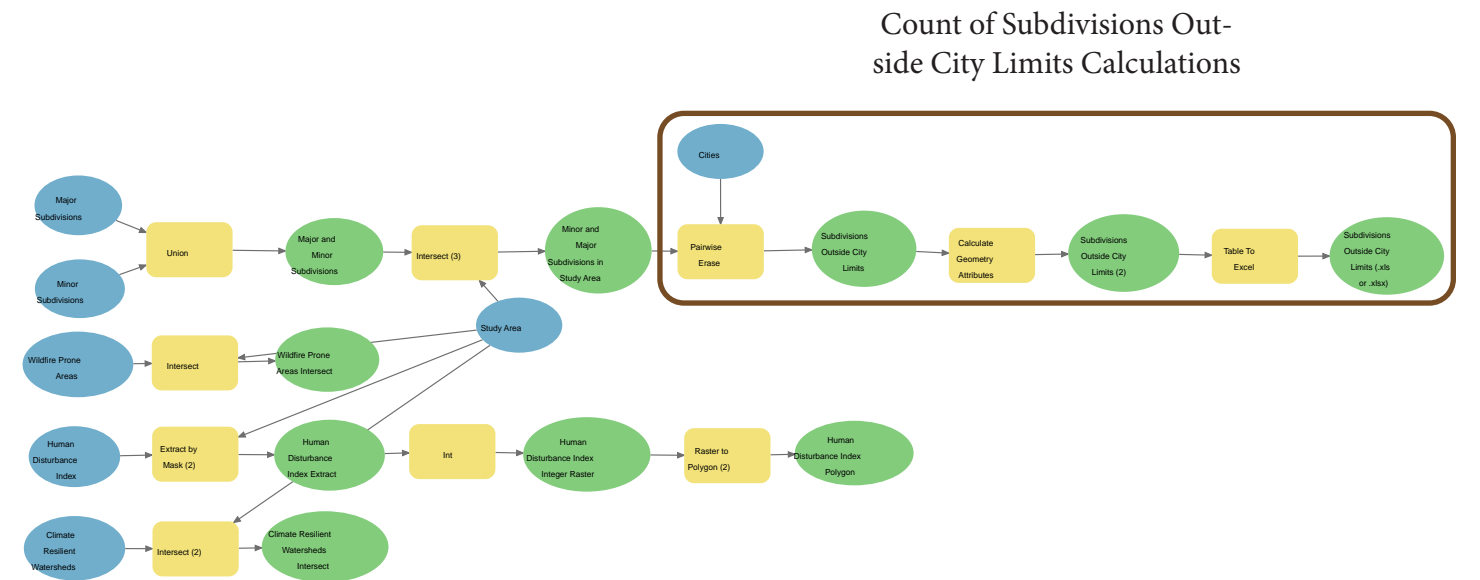 Count of Subdivisions Out-
side City Limits Calculations
Cities
Major
Subdivisions
Union
Minor
Subdivisions
Major and
Minor
Subdivisions
Intersect (3)
Minor and
Major
Subdivisions in
Study Area
Pairwise
Erase
Subdivisions
Outside City
Limits
Calculate
Geometry
Attributes
Subdivisions
Outside City
Limits (2)
Table To
Excel
Subdivisions
Outside City
Limits (.xls
or .xlsx)
Study Area
Wildfire Prone
Areas
Intersect
Wildfire Prone
Areas Intersect
Human
Disturbance
Index
Extract by
Mask (2)
Human
Disturbance
Index Extract
Int
Human
Disturbance Index
Integer Raster
Raster to
Polygon (2)
Human
Disturbance Index
Polygon
Climate
Resilient
Watersheds
Intersect (2)
Climate Resilient
Watersheds
Intersect